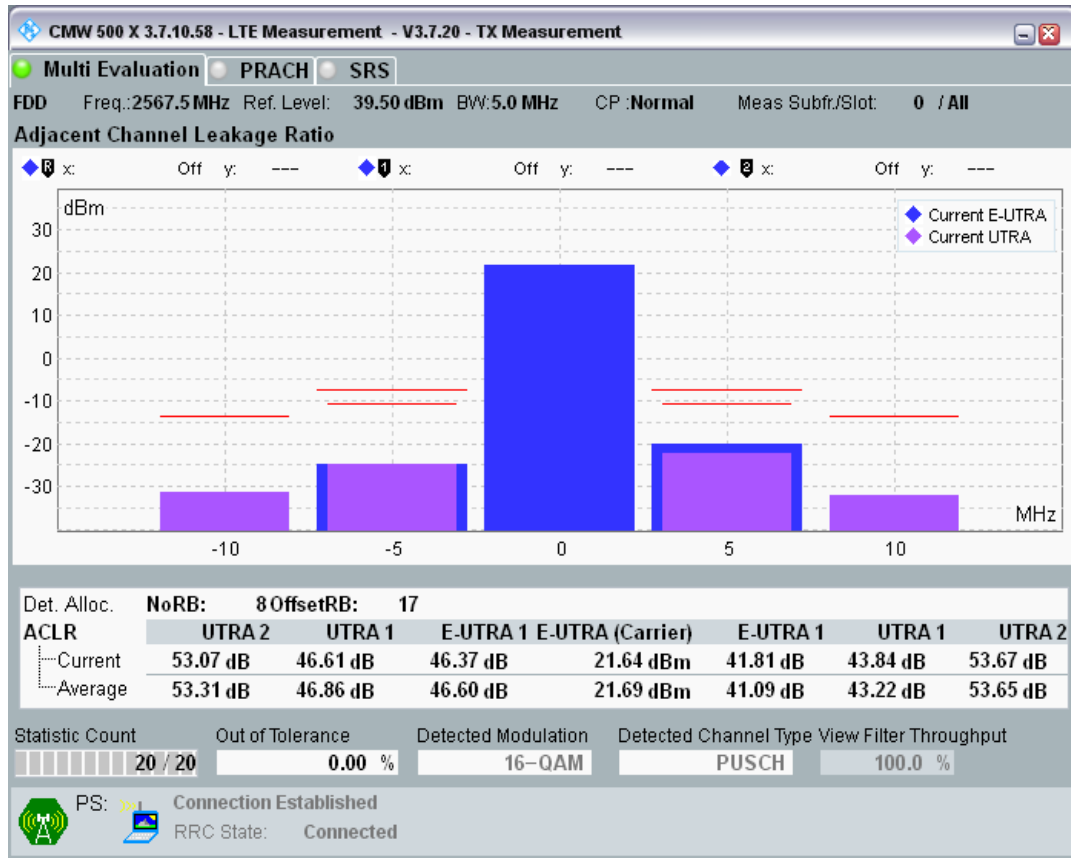 CMW 500 X 3.7.10.58 - LTE Measurement - V3.7.20 - TX Measurement
Multi Evaluation PRACH SRS
FDD Freq.:2567.5 MHz Ref. Level: 39.50 dBm BW:5.0 MHz CP :Normal Meas Subfr./Slot: 0 / All
Adjacent Channel Leakage Ratio
R x: Off y: --- 1 x: Off y: --- 2 x: Off y: ---
dBm
Current E-UTRA
Current UTRA
30
20
10
0
-10
-20
-30
MHz
-10 -5 0 5 10
Det. Alloc. NoRB: 8 OffsetRB: 17
ACLR UTRA 2 UTRA 1 E-UTRA 1 E-UTRA (Carrier) E-UTRA 1 UTRA 1 UTRA 2
Current 53.07 dB 46.61 dB 46.37 dB 21.64 dBm 41.81 dB 43.84 dB 53.67 dB
Average 53.31 dB 46.86 dB 46.60 dB 21.69 dBm 41.09 dB 43.22 dB 53.65 dB
Statistic Count Out of Tolerance Detected Modulation Detected Channel Type View Filter Throughput
20 / 20 0.00 % 16-QAM PUSCH 100.0 %
PS: Connection Established
RRC State: Connected